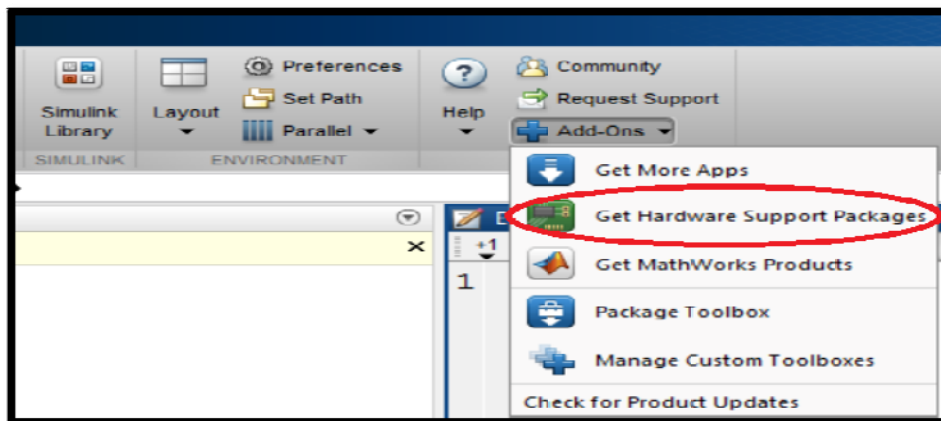 Preferences
Community
Set Path
Request Support
Simulink
Library
Layout
Help
Parallel
Add-Ons
SIMULINK
ENVIRONMENT
Get More Apps
Get Hardware Support Packages
Get MathWorks Products
Package Toolbox
Manage Custom Toolboxes
Check for Product Updates
E
+1
1